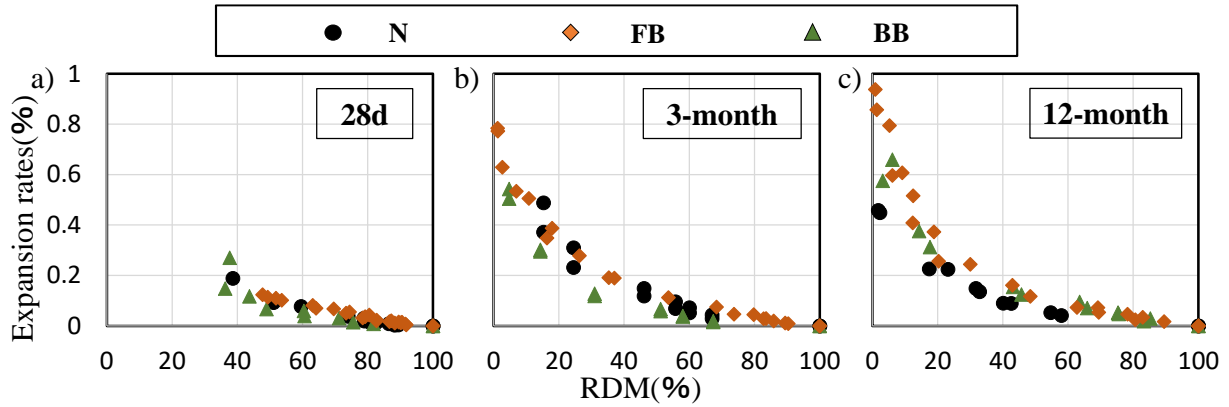 N FB BB
a) b) c)
1
0.8
0.6
0.4
0.2
0
Expansion rates(%)
28d 3-month 12-month
0 20 40 60 80 100 0 20 40 60 80 100 0 20 40 60 80 100
RDM(%)